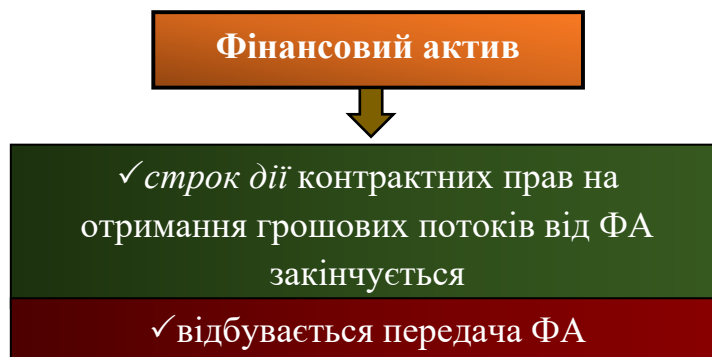 Фінансовий актив
✓строк дії контрактних прав на
отримання грошових потоків від ФА
закінчується
✓відбувається передача ФА